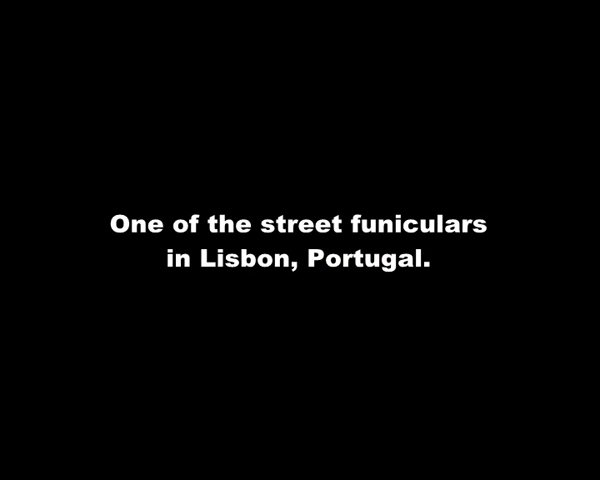 One of the street funiculars
in Lisbon, Portugal.